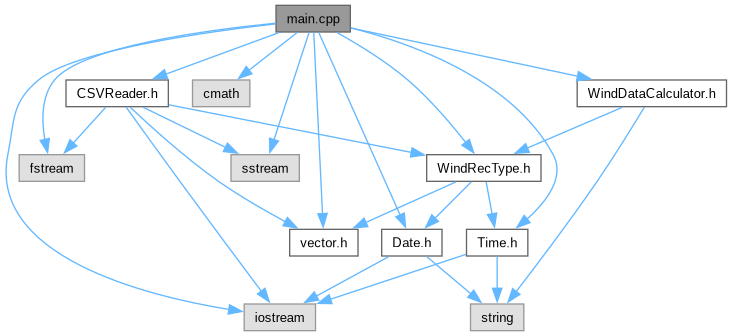 main.cpp
CSVReader.h
cmath
WindDataCalculator.h
fstream
sstream
WindRecType.h
vector.h
Date.h
Time.h
iostream
string